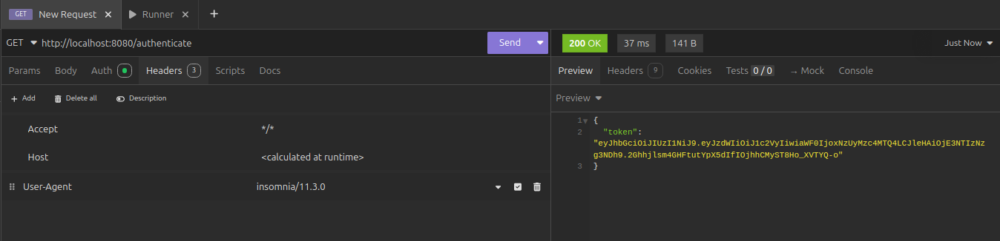 GET New Request Runner
GET http://localhost:8080/authenticate Send 200 OK 37 ms 141 B Just Now
Params Body Auth Headers 3 Scripts Docs Preview Headers 9 Cookies Tests 0 / 0 → Mock Console
+ Add Delete all Description Preview
Accept */*
Host <calculated at runtime>
User-Agent insomnia/11.3.0
1 {
2 "token":
"eyJhbGciOiJIUzI1NiJ9.eyJzdWIiOiJ1c2VyIiwiaWF0IjoxNzUyMzc4MTQ4LCJleHAiOjE3NTIzNz
g3NDh9.2Ghhjlsm4GHFtutYpX5dIfIOjhhCMyST8Ho_XVTYQ-o"
3 }